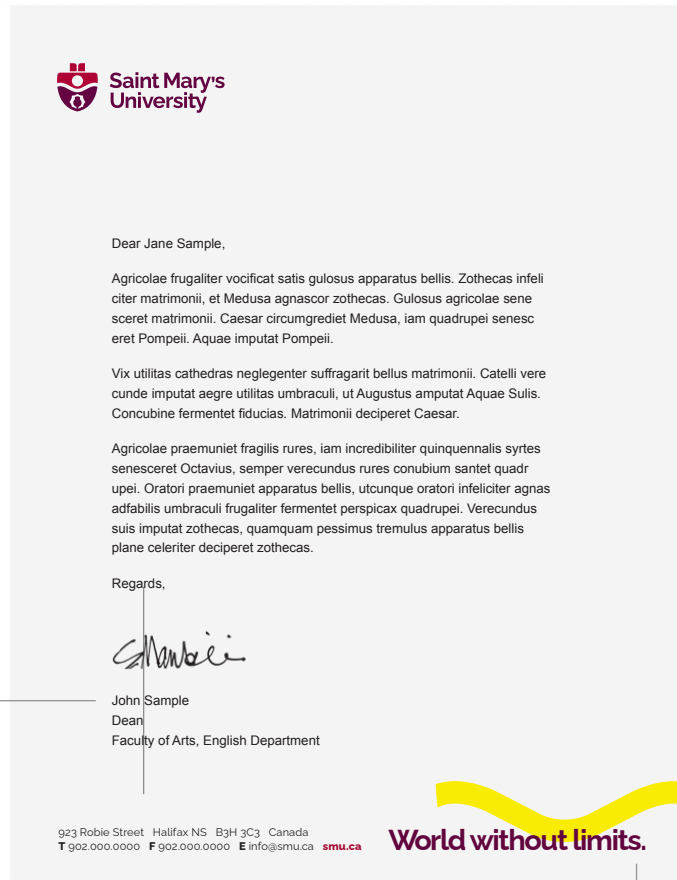 Saint Mary's
University
Dear Jane Sample,
Agricolae frugaliter vocificat satis gulosus apparatus bellis. Zothecas infeli
citer matrimonii, et Medusa agnascor zothecas. Gulosus agricolae sene
sceret matrimonii. Caesar circumgrediet Medusa, iam quadrupei senesc
eret Pompeii. Aquae imputat Pompeii.
Vix utilitas cathedras neglegenter suffragarit bellus matrimonii. Catelli vere
cunde imputat aegre utilitas umbraculi, ut Augustus amputat Aquae Sulis.
Concubine fermentet fiducias. Matrimonii deciperet Caesar.
Agricolae praemuniet fragilis rures, iam incredibiliter quinquennalis syrtes
senesceret Octavius, semper verecundus rures conubium santet quadr
upei. Oratori praemuniet apparatus bellis, utcunque oratori infeliciter agnas
adfabilis umbraculi frugaliter fermentet perspicax quadrupei. Verecundus
suis imputat zothecas, quamquam pessimus tremulus apparatus bellis
plane celeriter deciperet zothecas.
Regards,
John Sample
Dean
Faculty of Arts, English Department
923 Robie Street Halifax NS B3H 3C3 Canada
T 902.000.0000 F 902.000.0000 E info@smu.ca smu.ca
World without limits.